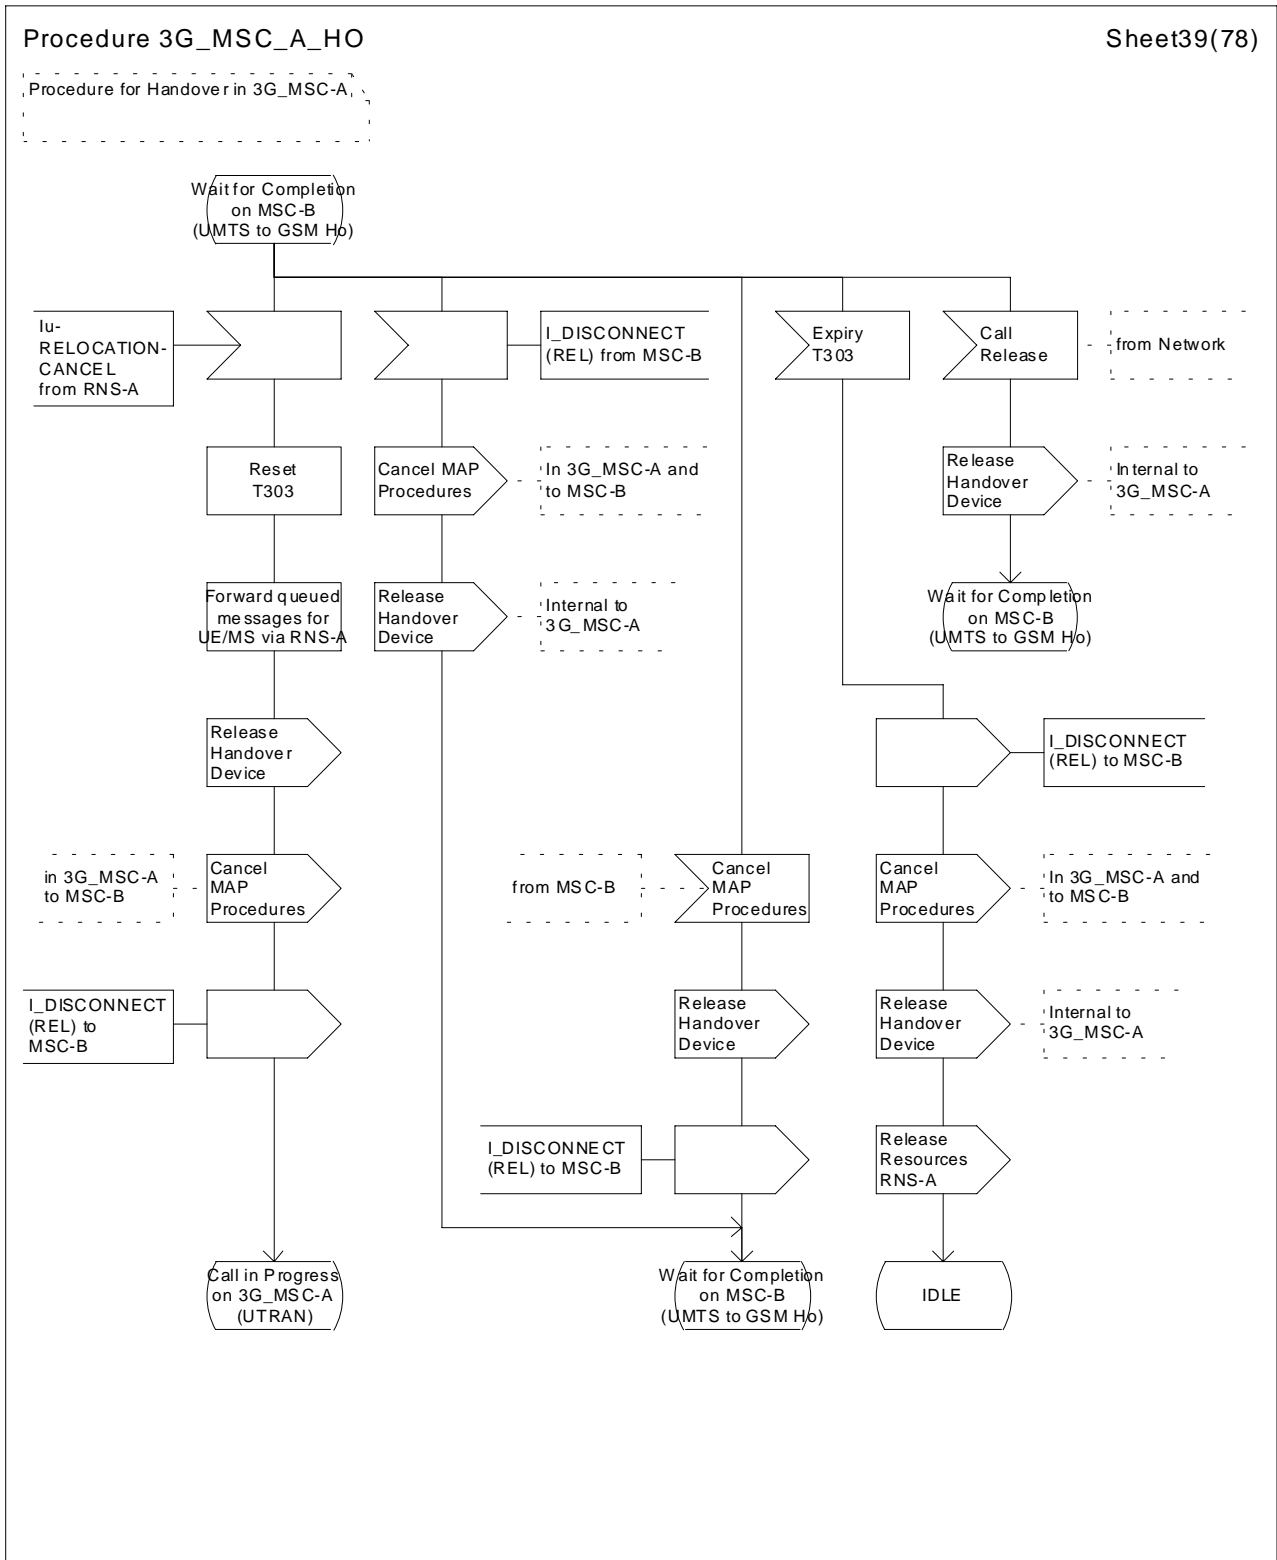 Procedure 3G_MSC_A_HO
Sheet39(78)
Procedure for Handover in 3G_MSC-A
Wait for Completion
on MSC-B
(UMTS to GSM Ho)
Iu-
RELOCATION-
CANCEL
from RNS-A
I_DISCONNECT
(REL) from MSC-B
Expiry
T303
Call
Release
from Network
Reset
T303
Cancel MAP
Procedures
In 3G_MSC-A and
to MSC-B
Release
Handover
Device
Internal to
3G_MSC-A
Forward queued
messages for
UE/MS via RNS-A
Release
Handover
Device
Internal to
3G_MSC-A
Wait for Completion
on MSC-B
(UMTS to GSM Ho)
Release
Handover
Device
I_DISCONNECT
(REL) to MSC-B
in 3G_MSC-A
to MSC-B
Cancel
MAP
Procedures
from MSC-B
Cancel
MAP
Procedures
Cancel
MAP
Procedures
In 3G_MSC-A and
to MSC-B
I_DISCONNECT
(REL) to
MSC-B
Release
Handover
Device
Release
Handover
Device
Internal to
3G_MSC-A
I_DISCONNECT
(REL) to MSC-B
Release
Resources
RNS-A
Call in Progress
on 3G_MSC-A
(UTRAN)
Wait for Completion
on MSC-B
(UMTS to GSM Ho)
IDLE